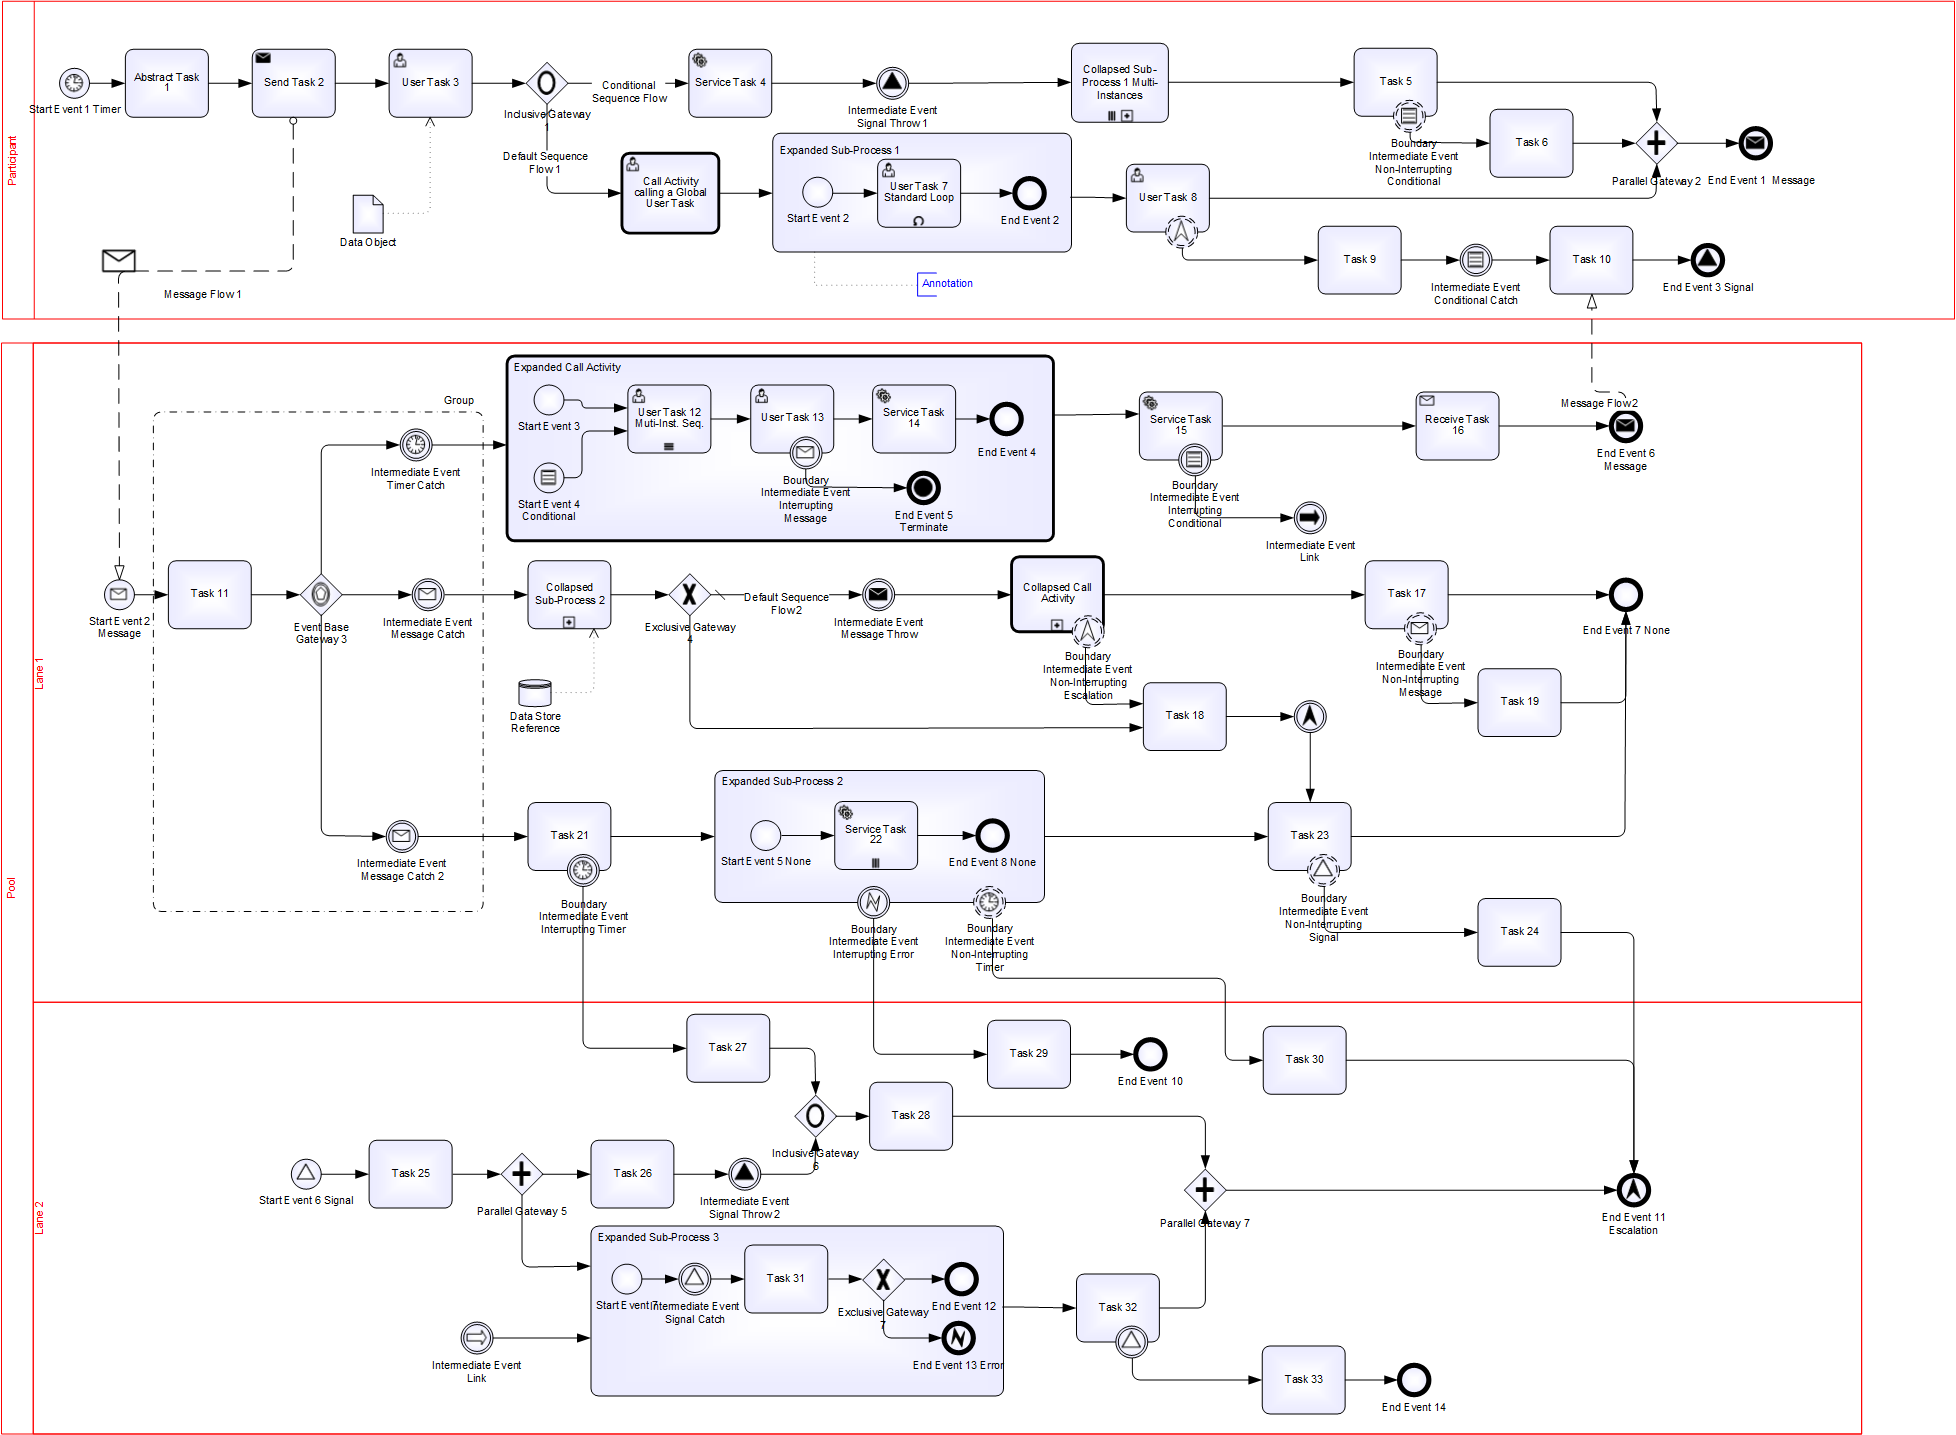 Participant
Start Event 1 Timer
Abstract Task
1
Send Task 2
User Task 3
Inclusive Gateway
1
Conditional
Sequence Flow
Service Task 4
Intermediate Event
Signal Throw 1
Collapsed Sub-
Process 1 Multi-
Instances
Task 5
Boundary
Intermediate Event
Non-Interrupting
Conditional
Task 6
Parallel Gateway 2
End Event 1 Message
Default Sequence
Flow 1
Call Activity
calling a Global
User Task
Expanded Sub-Process 1
Start Event 2
User Task 7
Standard Loop
End Event 2
User Task 8
Data Object
Annotation
Message Flow 1
Task 9
Intermediate Event
Conditional Catch
Task 10
End Event 3 Signal
Pool
Lane 1
Group
Start Event 2
Message
Task 11
Event Base
Gateway 3
Intermediate Event
Timer Catch
Expanded Call Activity
Start Event 3
Start Event 4
Conditional
User Task 12
Muti-Inst. Seq.
User Task 13
Boundary
Intermediate Event
Interrupting
Message
Service Task
14
End Event 4
End Event 5
Terminate
Service Task
15
Boundary
Intermediate Event
Interrupting
Conditional
Intermediate Event
Link
Receive Task
16
Message Flow 2
End Event 6
Message
Intermediate Event
Message Catch
Collapsed
Sub-Process 2
Data Store
Reference
Exclusive Gateway
4
Default Sequence
Flow 2
Intermediate Event
Message Throw
Collapsed Call
Activity
Boundary
Intermediate Event
Non-Interrupting
Escalation
Task 17
Boundary
Intermediate Event
Non-Interrupting
Message
End Event 7 None
Task 18
Task 19
Intermediate Event
Message Catch 2
Task 21
Boundary
Intermediate Event
Interrupting Timer
Expanded Sub-Process 2
Start Event 5 None
Service Task
22
End Event 8 None
Boundary
Intermediate Event
Interrupting Error
Boundary
Intermediate Event
Non-Interrupting
Timer
Task 23
Boundary
Intermediate Event
Non-Interrupting
Signal
Task 24
Lane 2
Task 27
Task 29
End Event 10
Task 30
Inclusive Gateway
6
Task 28
Start Event 6 Signal
Task 25
Parallel Gateway 5
Task 26
Intermediate Event
Signal Throw 2
Parallel Gateway 7
End Event 11
Escalation
Expanded Sub-Process 3
Start Event 7
Intermediate Event
Signal Catch
Task 31
Exclusive Gateway
7
End Event 12
End Event 13 Error
Intermediate Event
Link
Task 32
Task 33
End Event 14